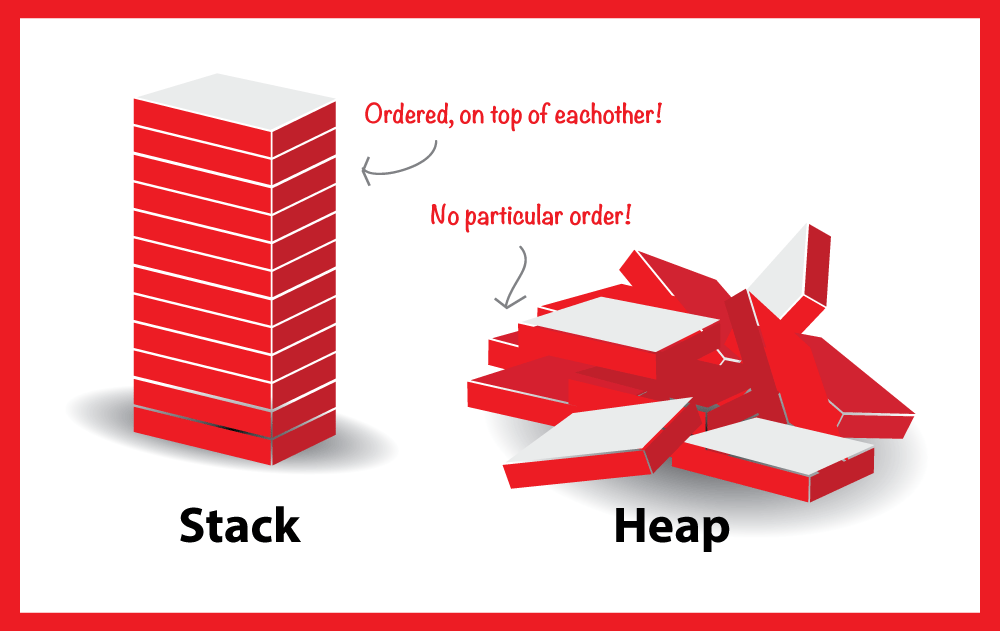 Ordered, on top of eachother!
No particular order!
Stack
Heap